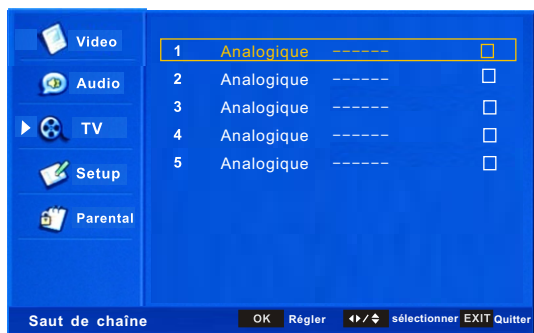 Video
Audio
TV
Setup
Parental
1 Analogique ------
2 Analogique ------
3 Analogique ------
4 Analogique ------
5 Analogique ------
Saut de chaîne OK Régler / sélectionner EXIT Quitter